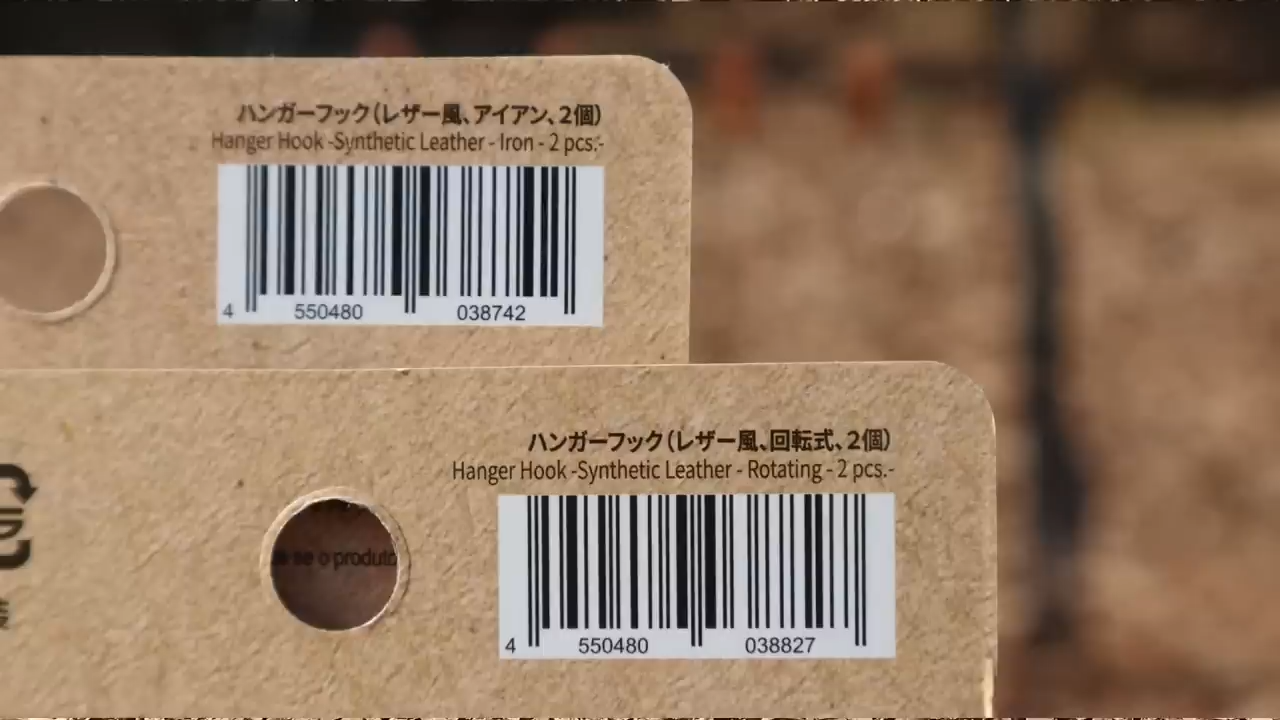 ハンガーフック(レザー風、アイアン、2個)
Hanger Hook -Synthetic Leather - Iron - 2 pcs.-
4 550480 038742
ハンガーフック(レザー風、回転式、2個)
Hanger Hook -Synthetic Leather - Rotating - 2 pcs.-
4 550480 038827
se o produto